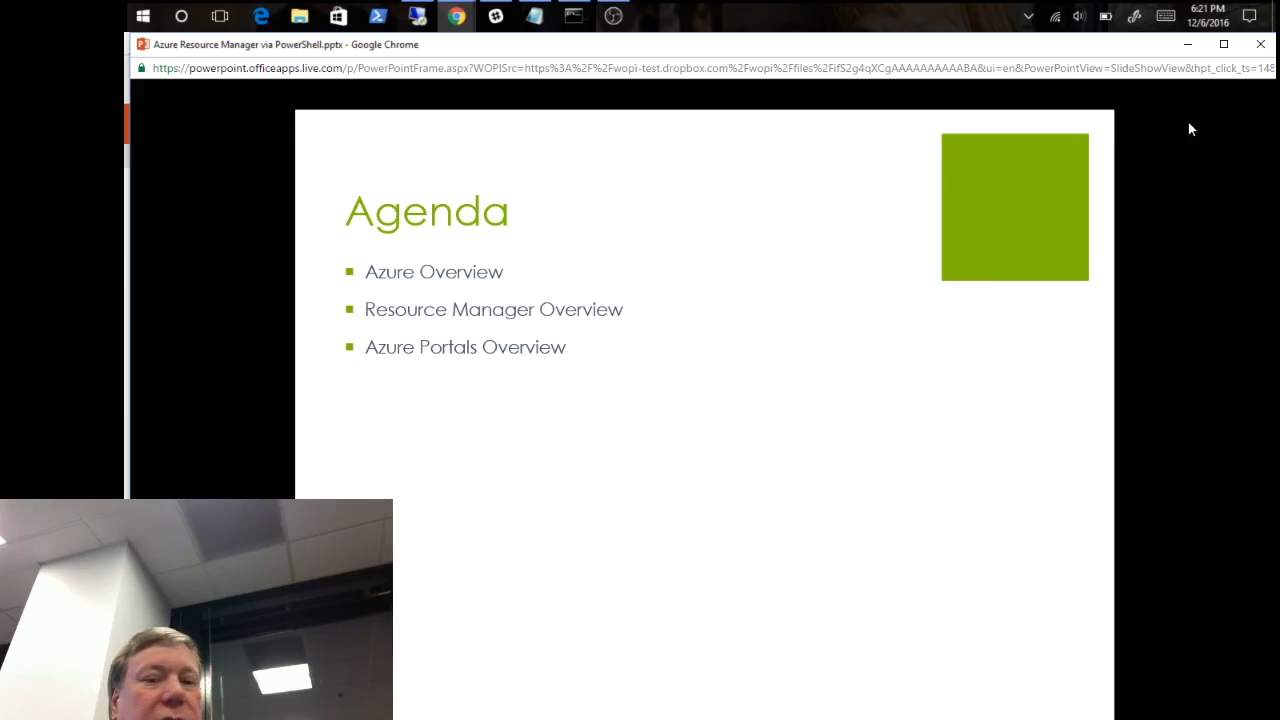 6:21 PM
12/6/2016
Azure Resource Manager via PowerShell.pptx - Google Chrome
https://powerpoint.officeapps.live.com/p/PowerPointFrame.aspx?WOPISrc=https%3A%2F%2Fwopi-test.dropbox.com%2Fwopi%2Ffiles%2FifS2g4qXCgAAAAAAAAAABA&ui=en&PowerPointView=SlideShowView&hpt_click_ts=148
Agenda
Azure Overview
Resource Manager Overview
Azure Portals Overview